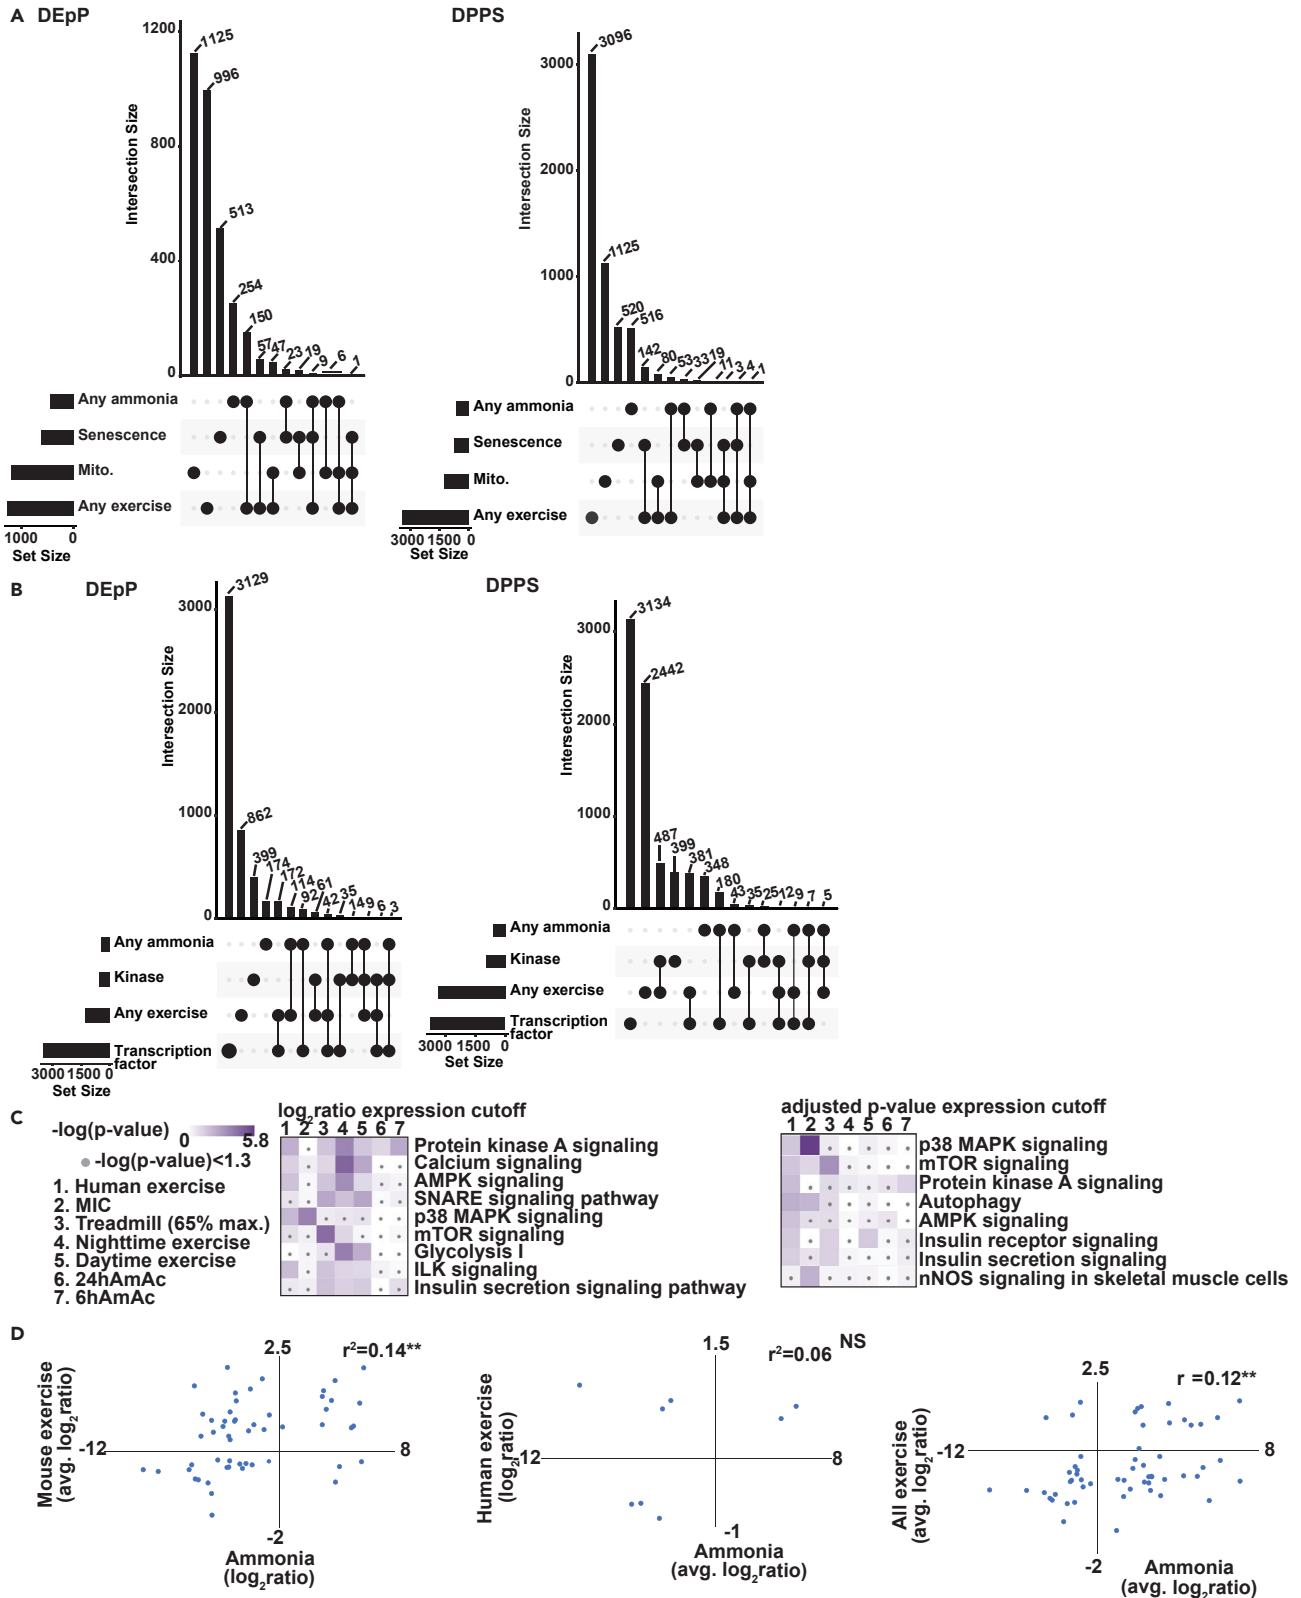 A DEpP
DPPS
1200
800
400
0
Intersection Size
1125
996
513
254
150
57
47
23
19
9
6
1
Any ammonia
Senescence
Mito.
Any exercise
1000 0
Set Size
3000
2000
1000
0
Intersection Size
3096
1125
520
516
142
80
53
33
19
11
3
4
1
Any ammonia
Senescence
Mito.
Any exercise
3000 1500 0
Set Size
B DEpP
DPPS
3000
2000
1000
0
Intersection Size
3129
862
399
174
172
114
92
61
42
35
14
9
6
3
Any ammonia
Kinase
Any exercise
Transcription
factor
3000 1500 0
Set Size
3000
2000
1000
0
Intersection Size
3134
2442
487
399
381
348
180
43
35
25
12
9
7
5
Any ammonia
Kinase
Any exercise
Transcription
factor
3000 1500 0
Set Size
C
-log(p-value) 0 5.8
-log(p-value)<1.3
1. Human exercise
2. MIC
3. Treadmill (65% max.)
4. Nighttime exercise
5. Daytime exercise
6. 24hAmAc
7. 6hAmAc
log2ratio expression cutoff
1 2 3 4 5 6 7
Protein kinase A signaling
Calcium signaling
AMPK signaling
SNARE signaling pathway
p38 MAPK signaling
mTOR signaling
Glycolysis I
ILK signaling
Insulin secretion signaling pathway
adjusted p-value expression cutoff
1 2 3 4 5 6 7
p38 MAPK signaling
mTOR signaling
Protein kinase A signaling
Autophagy
AMPK signaling
Insulin receptor signaling
Insulin secretion signaling
nNOS signaling in skeletal muscle cells
D
Mouse exercise
(avg. log2ratio)
2.5
r²=0.14**
-12
8
-2
Ammonia
(log2ratio)
Human exercise
(log2ratio)
1.5
r²=0.06
NS
-12
8
-1
Ammonia
(avg. log2ratio)
All exercise
(avg. log2ratio)
2.5
r =0.12**
-12
8
-2
Ammonia
(avg. log2ratio)